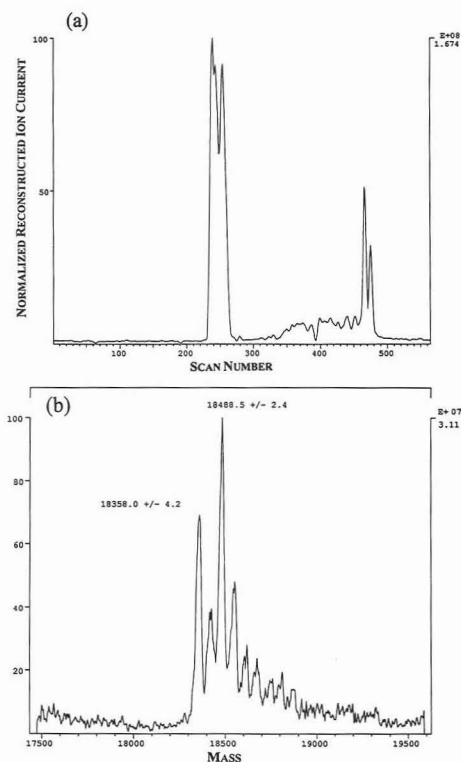 (a)
E+08
1.674
100
50
NORMALIZED RECONSTRUCTED ION CURRENT
100 200 300 400 500
SCAN NUMBER
(b)
18488.5 +/- 2.4
E+07
3.11
18358.0 +/- 4.2
100
80
60
40
20
17500 18000 18500 19000 19500
MASS